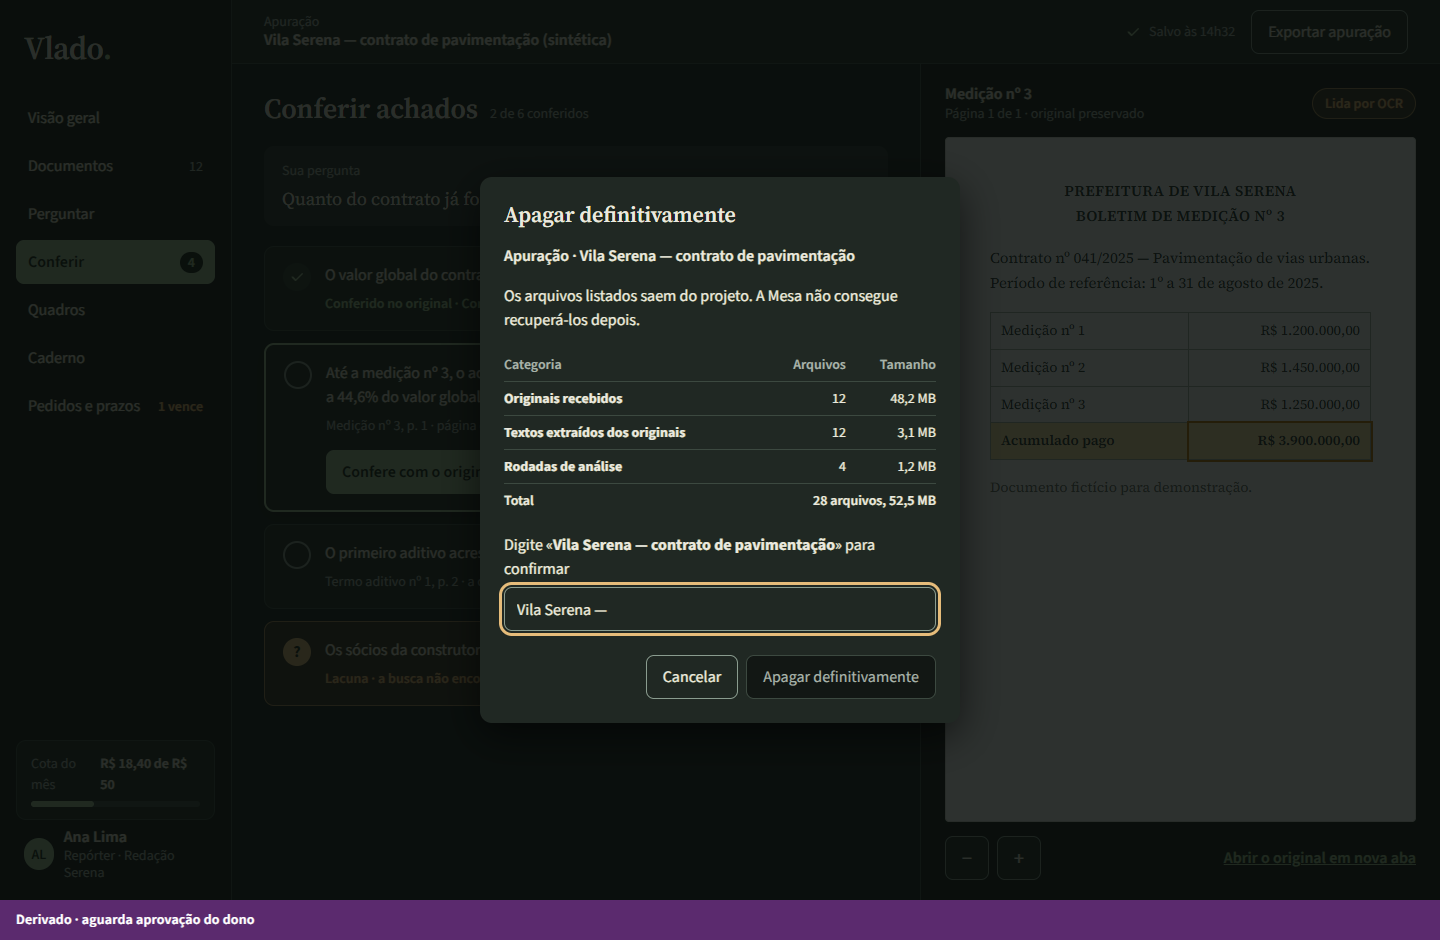 Vlado.
Visão geral
Documentos 12
Perguntar
Conferir 4
Quadros
Caderno
Pedidos e prazos 1 vence
Cota do mês R$ 18,40 de R$ 50
AL
Ana Lima
Repórter · Redação
Serena
Apuração
Vila Serena — contrato de pavimentação (sintética)
Salvo às 14h32
Exportar apuração
Conferir achados 2 de 6 conferidos
Sua pergunta
Quanto do contrato já fo
O valor global do contra
Conferido no original · Co
Até a medição nº 3, o ac
a 44,6% do valor global
Medição nº 3, p. 1 · página
Confere com o origin
O primeiro aditivo acres
Termo aditivo nº 1, p. 2 · a
?
Os sócios da construtor
Lacuna · a busca não enco
Apagar definitivamente
Apuração · Vila Serena — contrato de pavimentação
Os arquivos listados saem do projeto. A Mesa não consegue
recuperá-los depois.
Categoria Arquivos Tamanho
Originais recebidos 12 48,2 MB
Textos extraídos dos originais 12 3,1 MB
Rodadas de análise 4 1,2 MB
Total 28 arquivos, 52,5 MB
Digite «Vila Serena — contrato de pavimentação» para
confirmar
Vila Serena —
Cancelar
Apagar definitivamente
Medição nº 3
Página 1 de 1 · original preservado
Lida por OCR
PREFEITURA DE VILA SERENA
BOLETIM DE MEDIÇÃO Nº 3
Contrato nº 041/2025 — Pavimentação de vias urbanas.
Período de referência: 1º a 31 de agosto de 2025.
Medição nº 1 R$ 1.200.000,00
Medição nº 2 R$ 1.450.000,00
Medição nº 3 R$ 1.250.000,00
Acumulado pago R$ 3.900.000,00
Documento fictício para demonstração.
− +
Abrir o original em nova aba
Derivado · aguarda aprovação do dono